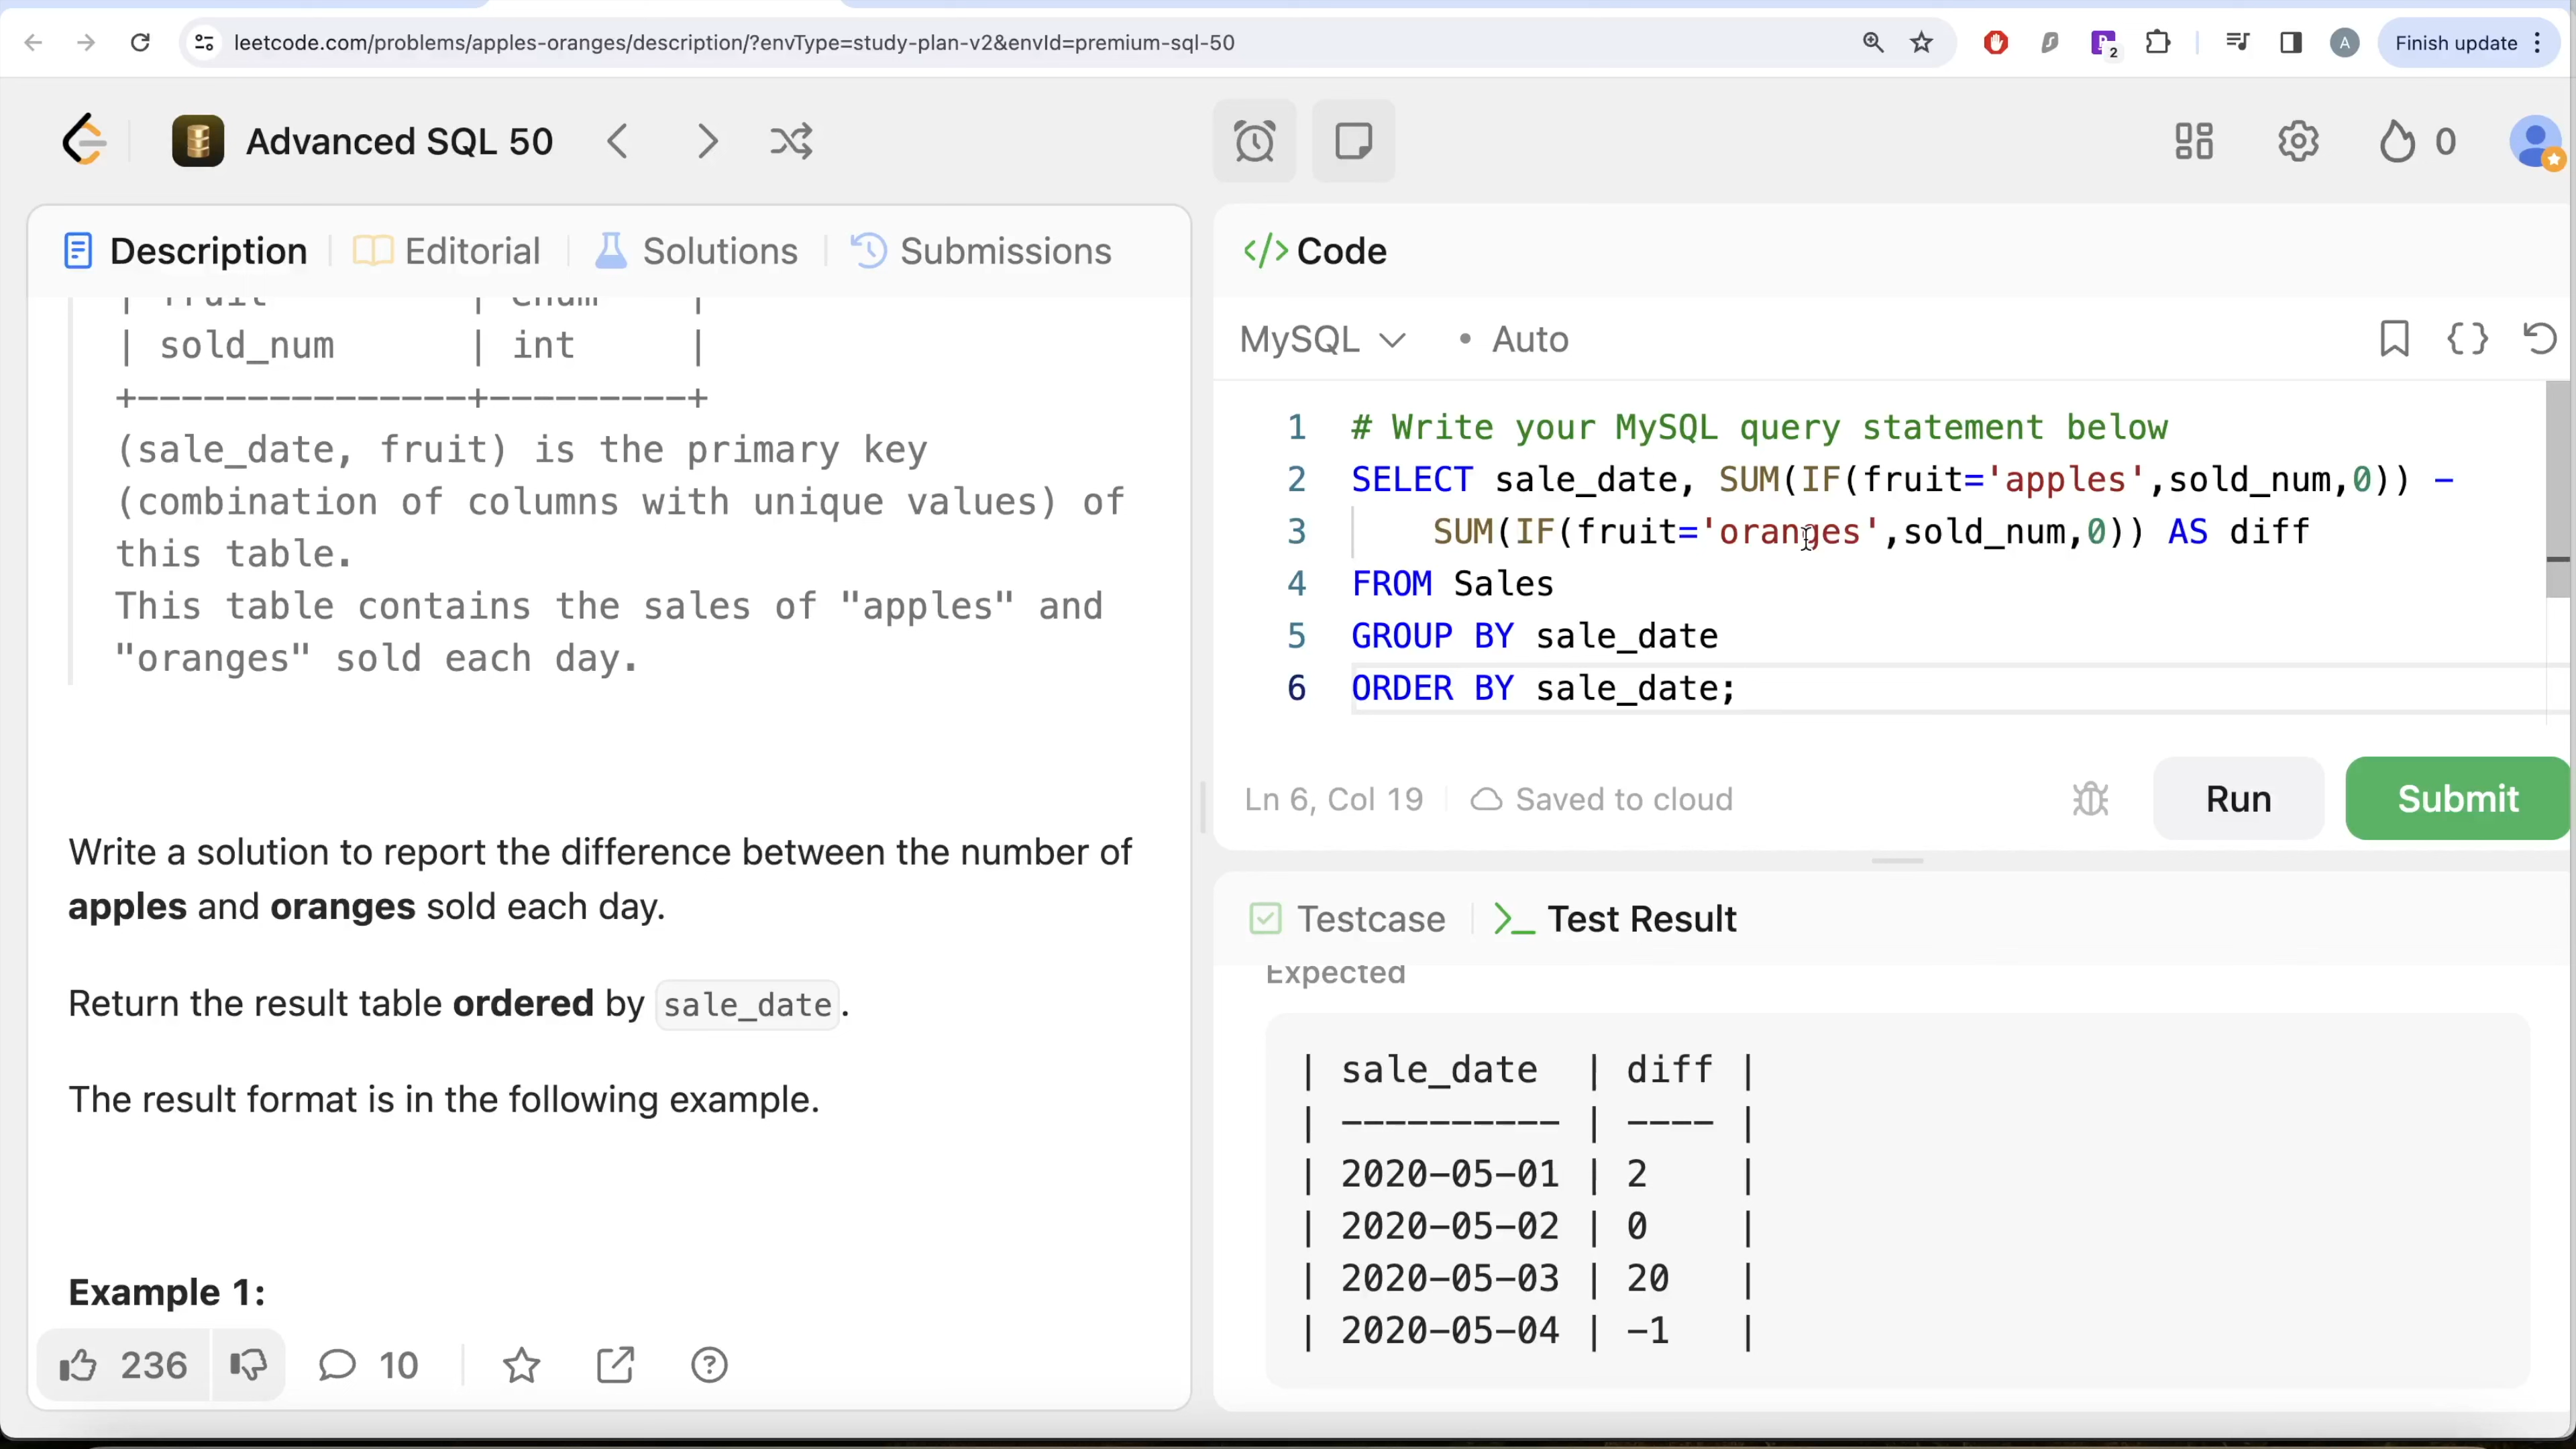 leetcode.com/problems/apples-oranges/description/?envType=study-plan-v2&envId=premium-sql-50
2
A
Finish update
Advanced SQL 50
0
Description
Editorial
Solutions
Submissions
| fruit | enum |
| sold_num | int |
+---------------+---------+
(sale_date, fruit) is the primary key
(combination of columns with unique values) of
this table.
This table contains the sales of "apples" and
"oranges" sold each day.
Write a solution to report the difference between the number of
apples and oranges sold each day.
Return the result table ordered by sale_date.
The result format is in the following example.
Example 1:
236
10
</> Code
MySQL
• Auto
1 # Write your MySQL query statement below
2 SELECT sale_date, SUM(IF(fruit='apples',sold_num,0)) -
3 SUM(IF(fruit='oranges',sold_num,0)) AS diff
4 FROM Sales
5 GROUP BY sale_date
6 ORDER BY sale_date;
Ln 6, Col 19
Saved to cloud
Run
Submit
Testcase
Test Result
Expected
| sale_date | diff |
| ---------- | ---- |
| 2020-05-01 | 2 |
| 2020-05-02 | 0 |
| 2020-05-03 | 20 |
| 2020-05-04 | -1 |